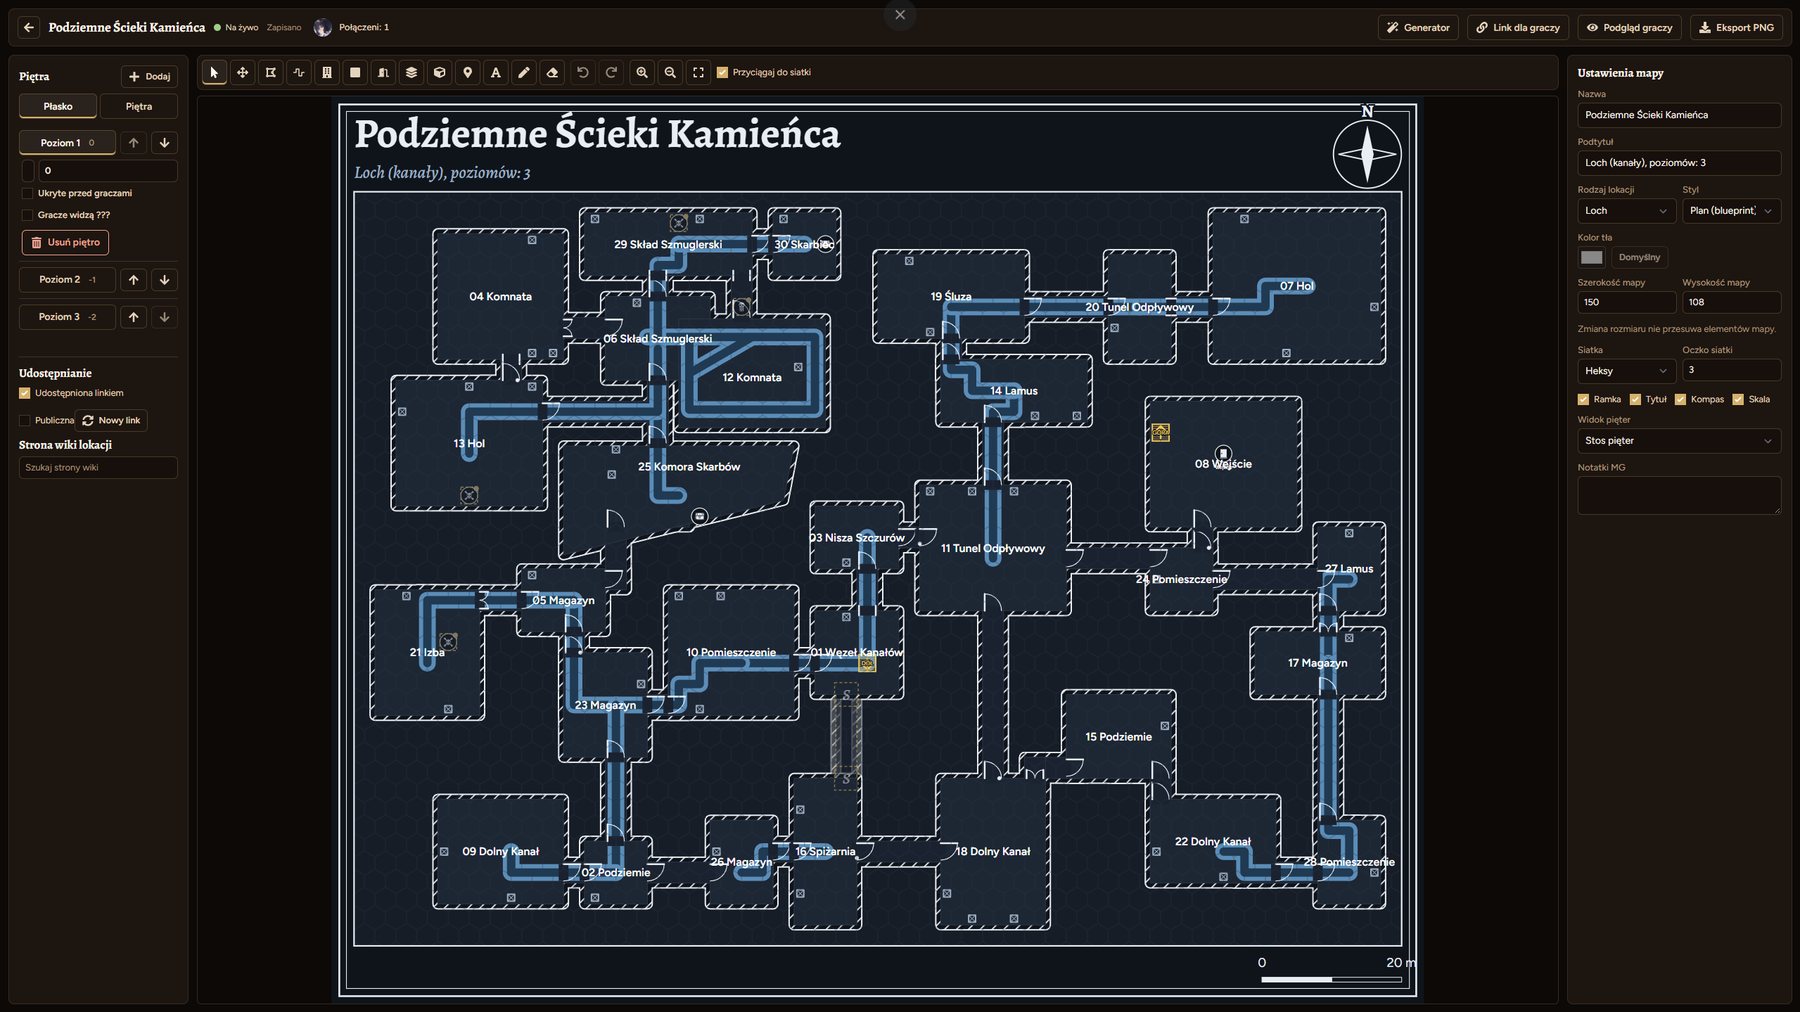 Podziemne Ścieki Kamieńca
Na żywo
Zapisano
Połączeni: 1
Generator
Link dla graczy
Podgląd graczy
Eksport PNG
Piętra
Dodaj
Płasko
Piętra
Poziom 1 0
0
Ukryte przed graczami
Gracze widzą ???
Usuń piętro
Poziom 2 -1
Poziom 3 -2
Udostępnianie
Udostępniona linkiem
Publiczna
Nowy link
Strona wiki lokacji
Szukaj strony wiki
A
Przyciągaj do siatki
Podziemne Ścieki Kamieńca
Loch (kanały), poziomów: 3
N
29 Skład Szmuglerski
30 Skarbiec
04 Komnata
19 Śluza
20 Tunel Odpływowy
07 Hol
06 Skład Szmuglerski
12 Komnata
14 Lamus
13 Hol
25 Komora Skarbów
08 Wejście
03 Nisza Szczurów
11 Tunel Odpływowy
24 Pomieszczenie
27 Lamus
05 Magazyn
21 Izba
10 Pomieszczenie
01 Węzeł Kanałów
17 Magazyn
S
23 Magazyn
15 Podziemie
S
09 Dolny Kanał
02 Podziemie
26 Magazyn
16 Spiżarnia
18 Dolny Kanał
22 Dolny Kanał
28 Pomieszczenie
0
20 m
Ustawienia mapy
Nazwa
Podziemne Ścieki Kamieńca
Podtytuł
Loch (kanały), poziomów: 3
Rodzaj lokacji
Styl
Loch
Plan (blueprint)
Kolor tła
Domyślny
Szerokość mapy
Wysokość mapy
150
108
Zmiana rozmiaru nie przesuwa elementów mapy.
Siatka
Oczko siatki
Heksy
3
Ramka
Tytuł
Kompas
Skala
Widok pięter
Stos pięter
Notatki MG